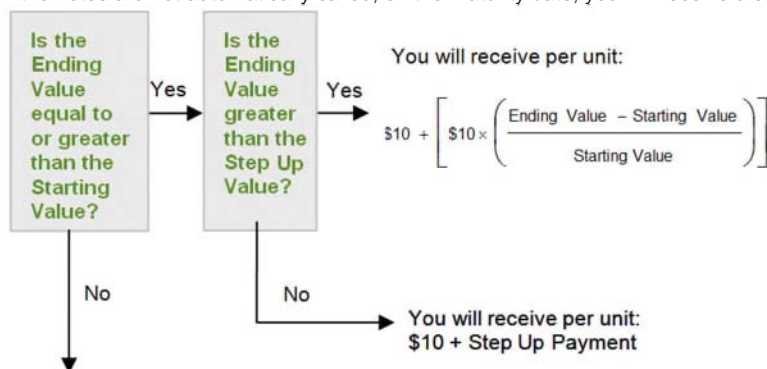 Is the
Ending
Value
equal to
or greater
than the
Starting
Value?
Yes
Is the
Ending
Value
greater
than the
Step Up
Value?
Yes
You will receive per unit:
$10 + [ $10 × ( Ending Value – Starting Value
Starting Value ) ]
No
No
You will receive per unit:
$10 + Step Up Payment